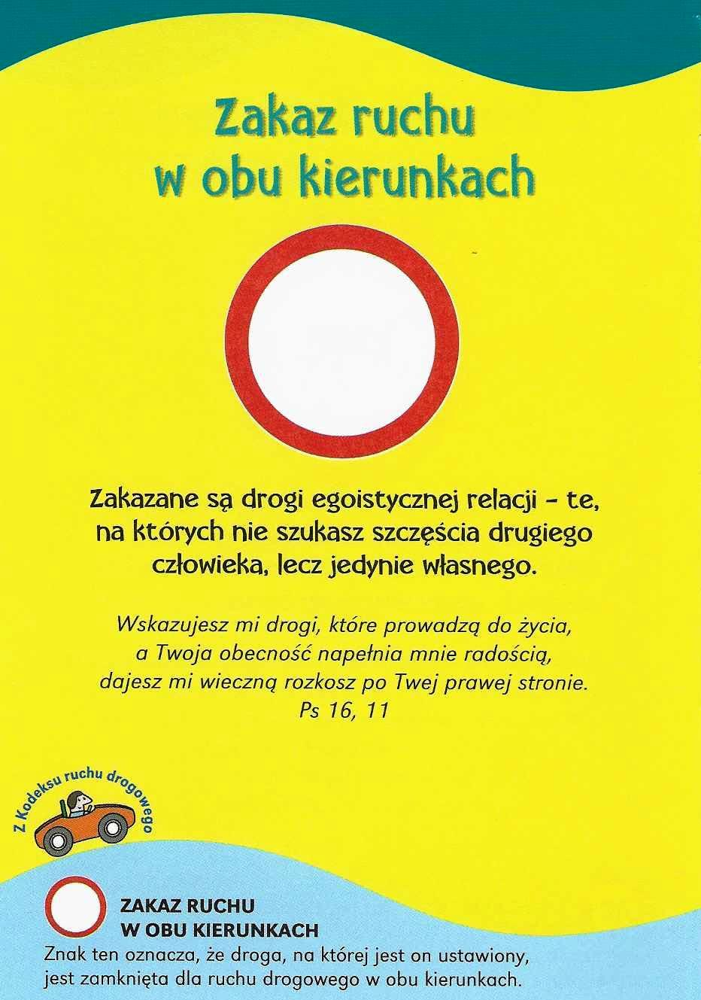 Zakaz ruchu
w obu kierunkach
Zakazane są drogi egoistycznej relacji – te,
na których nie szukasz szczęścia drugiego
człowieka, lecz jedynie własnego.
Wskazujesz mi drogi, które prowadzą do życia,
a Twoja obecność napełnia mnie radością,
dajesz mi wieczną rozkosz po Twej prawej stronie.
Ps 16, 11
Z Kodeksu ruchu drogowego
ZAKAZ RUCHU
W OBU KIERUNKACH
Znak ten oznacza, że droga, na której jest on ustawiony,
jest zamknięta dla ruchu drogowego w obu kierunkach.